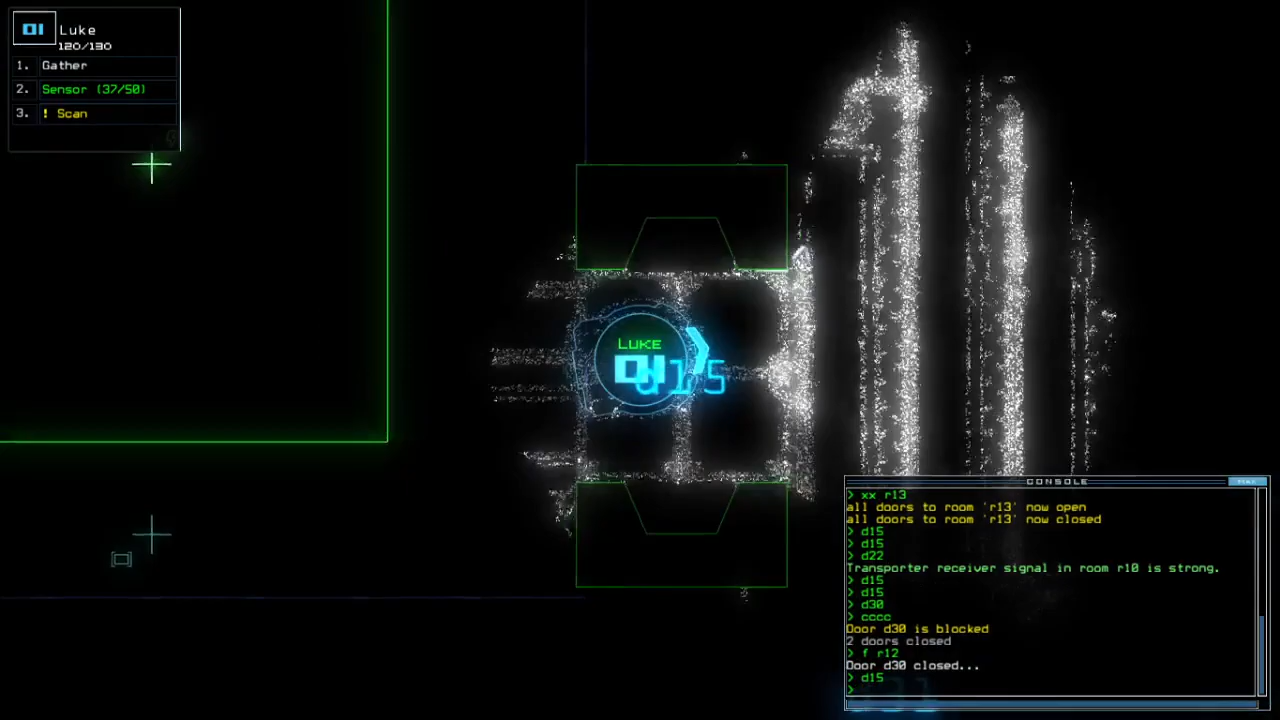 01 Luke
120/130
1. Gather
2. Sensor (37/50)
3. ! Scan
LUKE
01
d15
CONSOLE
> xx r13
all doors to room 'r13' now open
all doors to room 'r13' now closed
> d15
> d15
> d22
Transporter receiver signal in room r10 is strong.
> d15
> d15
> d30
> cccc
Door d30 is blocked
2 doors closed
> f r12
Door d30 closed...
> d15
>